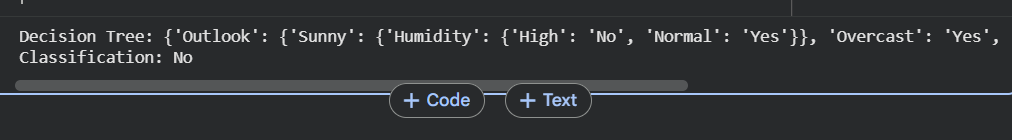 Decision Tree: {'Outlook': {'Sunny': {'Humidity': {'High': 'No', 'Normal': 'Yes'}}, 'Overcast': 'Yes',
Classification: No
+ Code + Text